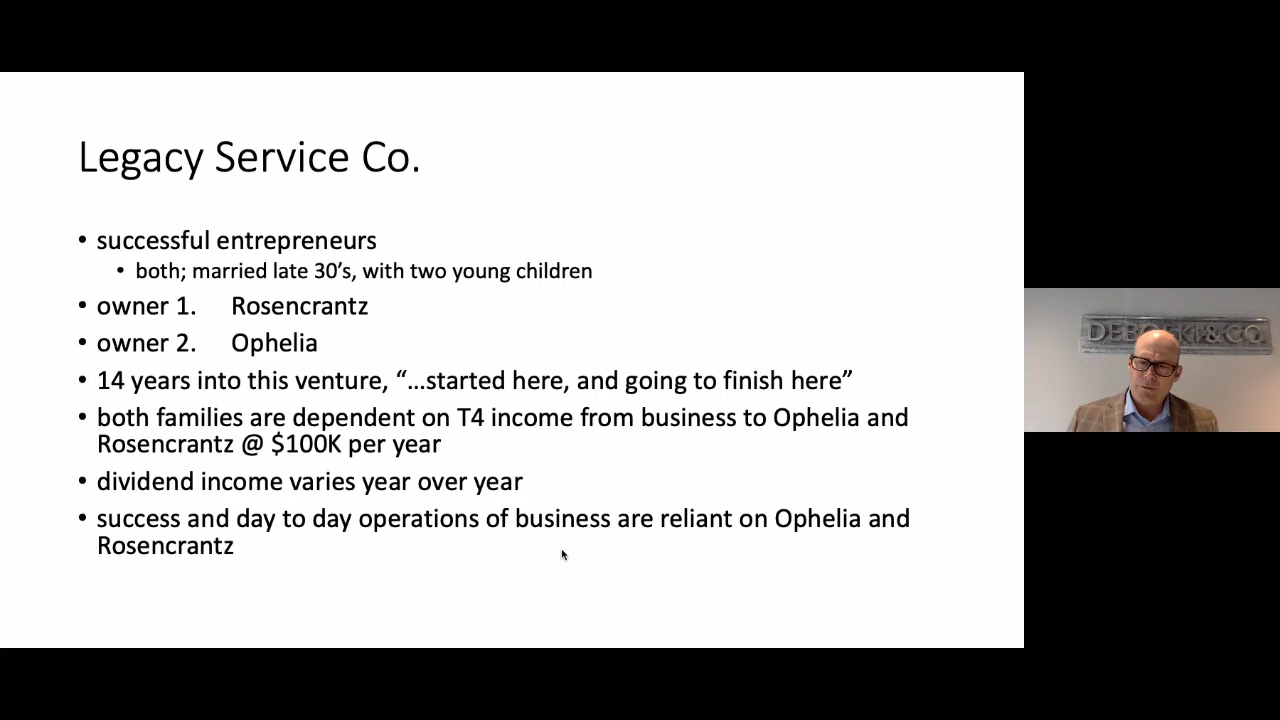 Legacy Service Co.
• successful entrepreneurs
• both; married late 30’s, with two young children
• owner 1. Rosencrantz
• owner 2. Ophelia
• 14 years into this venture, “…started here, and going to finish here”
• both families are dependent on T4 income from business to Ophelia and
Rosencrantz @ $100K per year
• dividend income varies year over year
• success and day to day operations of business are reliant on Ophelia and
Rosencrantz